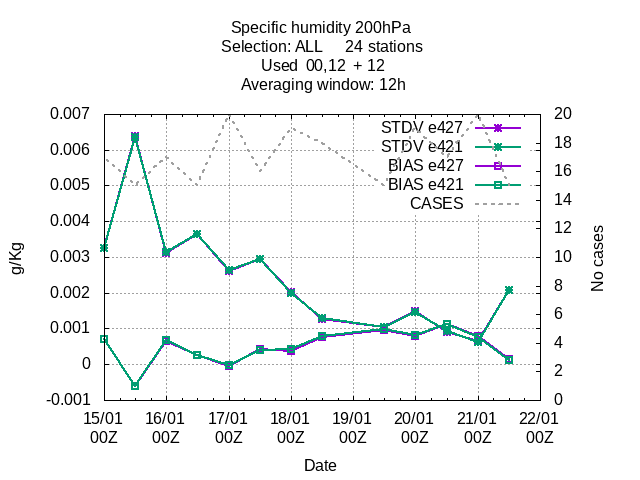 Specific humidity 200hPa
Selection: ALL     24 stations
Used  00,12  + 12
Averaging window: 12h
0.007
0.006
0.005
0.004
0.003
0.002
0.001
0
-0.001
g/Kg
STDV e427
STDV e421
BIAS e427
BIAS e421
CASES
20
18
16
14
12
10
8
6
4
2
0
No cases
15/01 16/01 17/01 18/01 19/01 20/01 21/01 22/01
00Z 00Z 00Z 00Z 00Z 00Z 00Z 00Z
Date